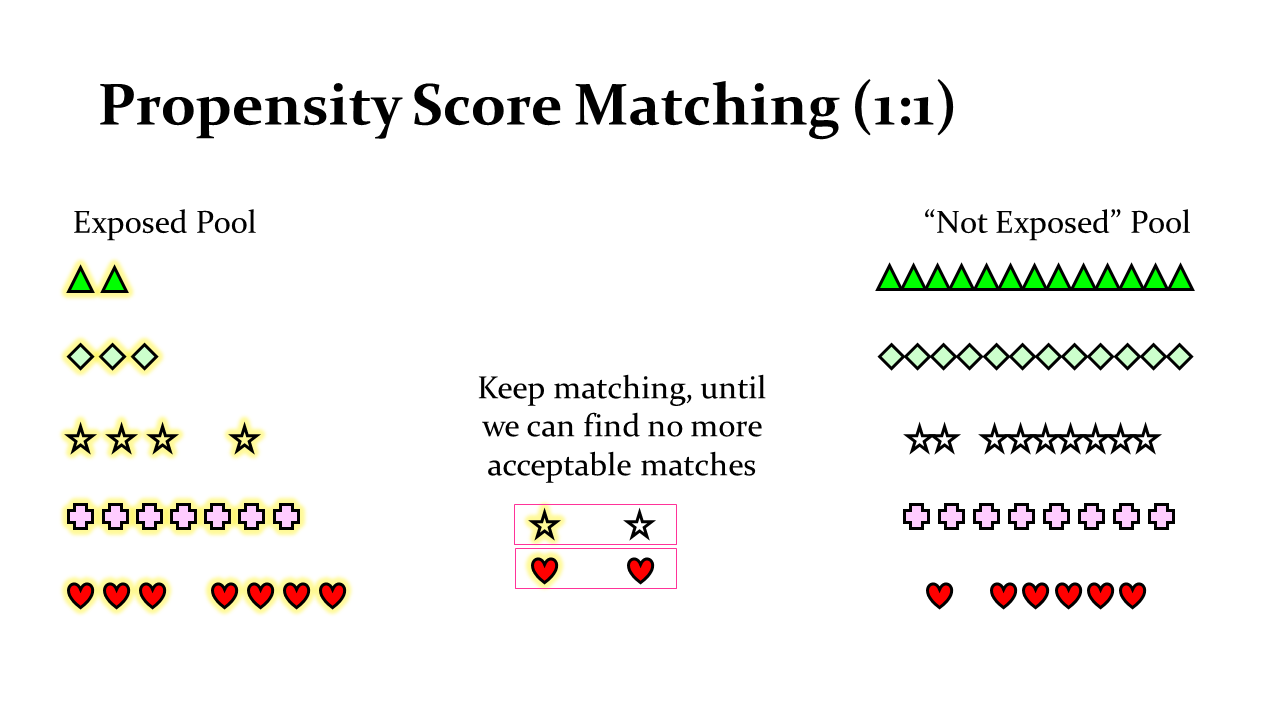 Propensity Score Matching (1:1)
Exposed Pool
“Not Exposed” Pool
Keep matching, until
we can find no more
acceptable matches